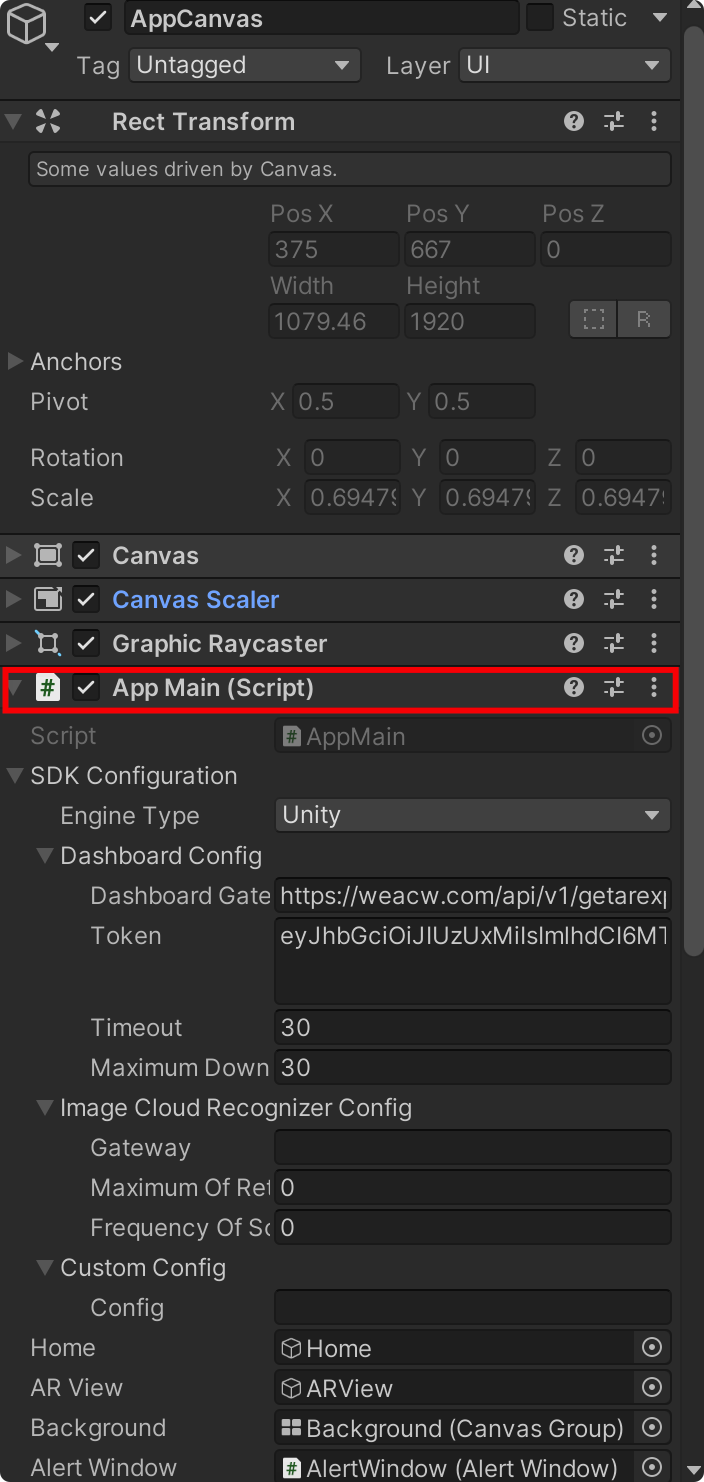 AppCanvas Static
Tag Untagged Layer UI
Rect Transform
Some values driven by Canvas.
Pos X Pos Y Pos Z
375 667 0
Width Height
1079.46 1920
R
Anchors
Pivot X 0.5 Y 0.5
Rotation X 0 Y 0 Z 0
Scale X 0.69479 Y 0.69479 Z 0.6947
Canvas
Canvas Scaler
Graphic Raycaster
# App Main (Script)
Script # AppMain
SDK Configuration
Engine Type Unity
Dashboard Config
Dashboard Gate https://weacw.com/api/v1/getarexp
Token eyJhbGciOiJIUzUxMiIsImlhdCI6MT
Timeout 30
Maximum Down 30
Image Cloud Recognizer Config
Gateway
Maximum Of Ret 0
Frequency Of Sc 0
Custom Config
Config
Home Home
AR View ARView
Background Background (Canvas Group)
Alert Window # AlertWindow (Alert Window)